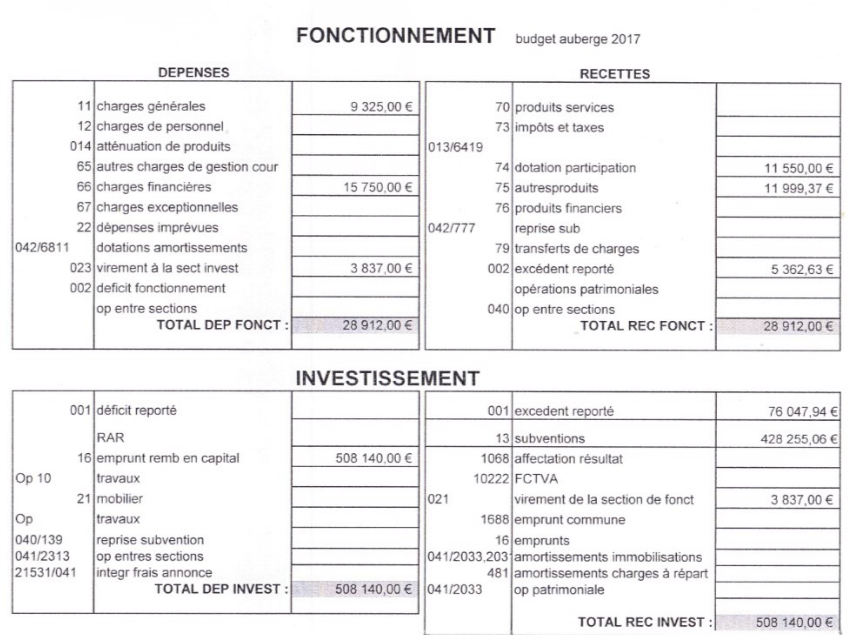 FONCTIONNEMENT budget auberge 2017
DEPENSES
11 charges générales 9 325,00 €
12 charges de personnel
014 atténuation de produits
65 autres charges de gestion cour
66 charges financières 15 750,00 €
67 charges exceptionnelles
22 dépenses imprévues
042/6811 dotations amortissements
023 virement à la sect invest 3 837,00 €
002 deficit fonctionnement
op entre sections
TOTAL DEP FONCT : 28 912,00 €
RECETTES
70 produits services
73 impôts et taxes
013/6419
74 dotation participation 11 550,00 €
75 autresproduits 11 999,37 €
76 produits financiers
042/777 reprise sub
79 transferts de charges
002 excédent reporté 5 362,63 €
opérations patrimoniales
040 op entre sections
TOTAL REC FONCT : 28 912,00 €
INVESTISSEMENT
001 déficit reporté
RAR
16 emprunt remb en capital 508 140,00 €
Op 10 travaux
21 mobilier
Op travaux
040/139 reprise subvention
041/2313 op entres sections
21531/041 integr frais annonce
TOTAL DEP INVEST : 508 140,00 €
001 excedent reporté 76 047,94 €
13 subventions 428 255,06 €
1068 affectation résultat
10222 FCTVA
021 virement de la section de fonct 3 837,00 €
1688 emprunt commune
16 emprunts
041/2033,203 amortissements immobilisations
481 amortissements charges à répart
041/2033 op patrimoniale
TOTAL REC INVEST : 508 140,00 €